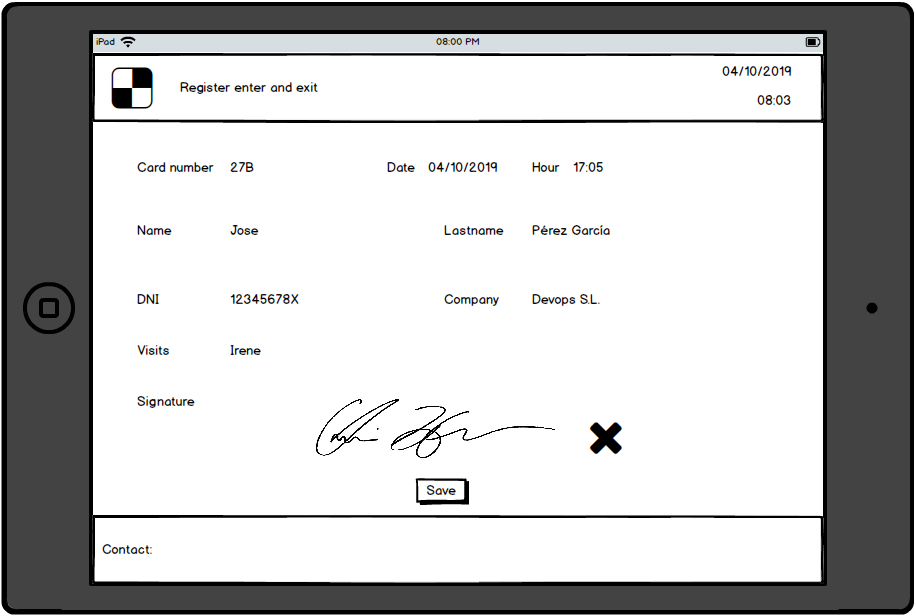 iPad 08:00 PM
Register enter and exit 04/10/2019
08:03
Card number 27B Date 04/10/2019 Hour 17:05
Name Jose Lastname Pérez García
DNI 12345678X Company Devops S.L.
Visits Irene
Signature
Save
Contact: